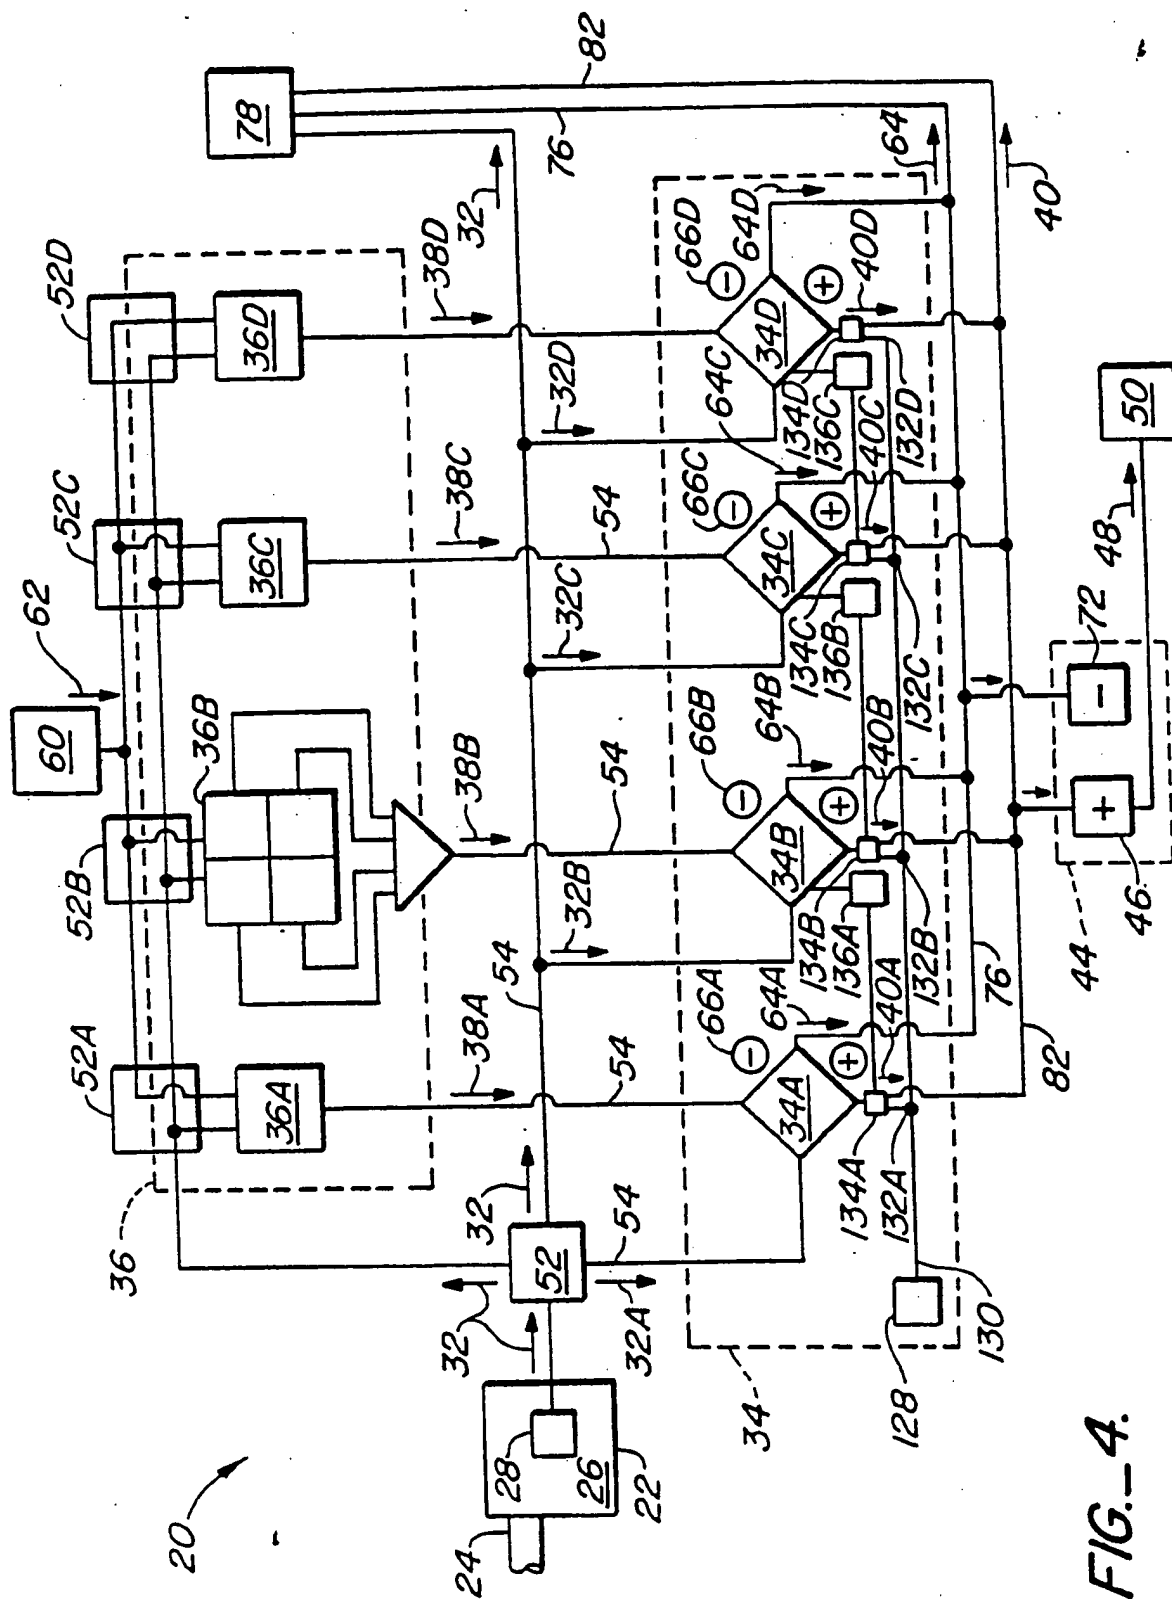 60
62
52A
52B
52C
52D
36
20
36B
78
36A
36C
36D
38A
38B
38C
38D
24
32
32
32
28
52
54
26
32B
32C
32D
76
82
22
32A
54
54
54
54
66A
66B
66C
66D
−
−
−
−
34
64A
64B
64C
64D
34A
34B
34C
34D
+
+
+
+
134A
134B
134C
134D
136A
136B
136C
40A
40B
40C
40D
128
132A
132B
132C
132D
64
130
76
40
82
44
46
+
−
72
48
50
FIG._4.